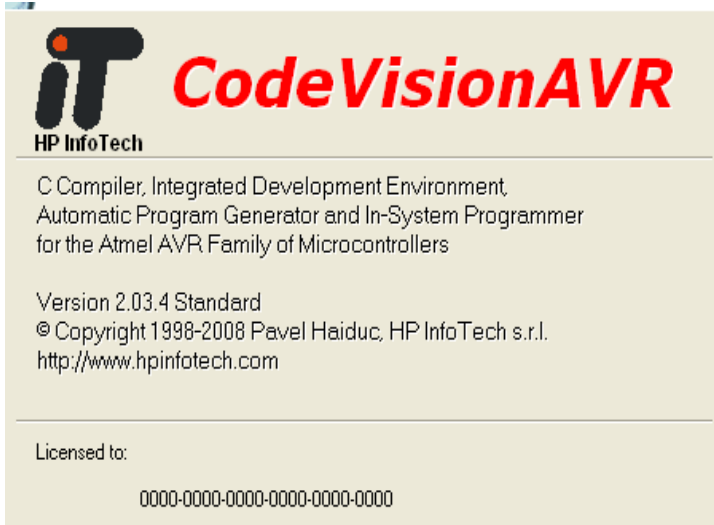 iT CodeVisionAVR
HP InfoTech
C Compiler, Integrated Development Environment,
Automatic Program Generator and In-System Programmer
for the Atmel AVR Family of Microcontrollers
Version 2.03.4 Standard
© Copyright 1998-2008 Pavel Haiduc, HP InfoTech s.r.l.
http://www.hpinfotech.com
Licensed to:
0000-0000-0000-0000-0000-0000